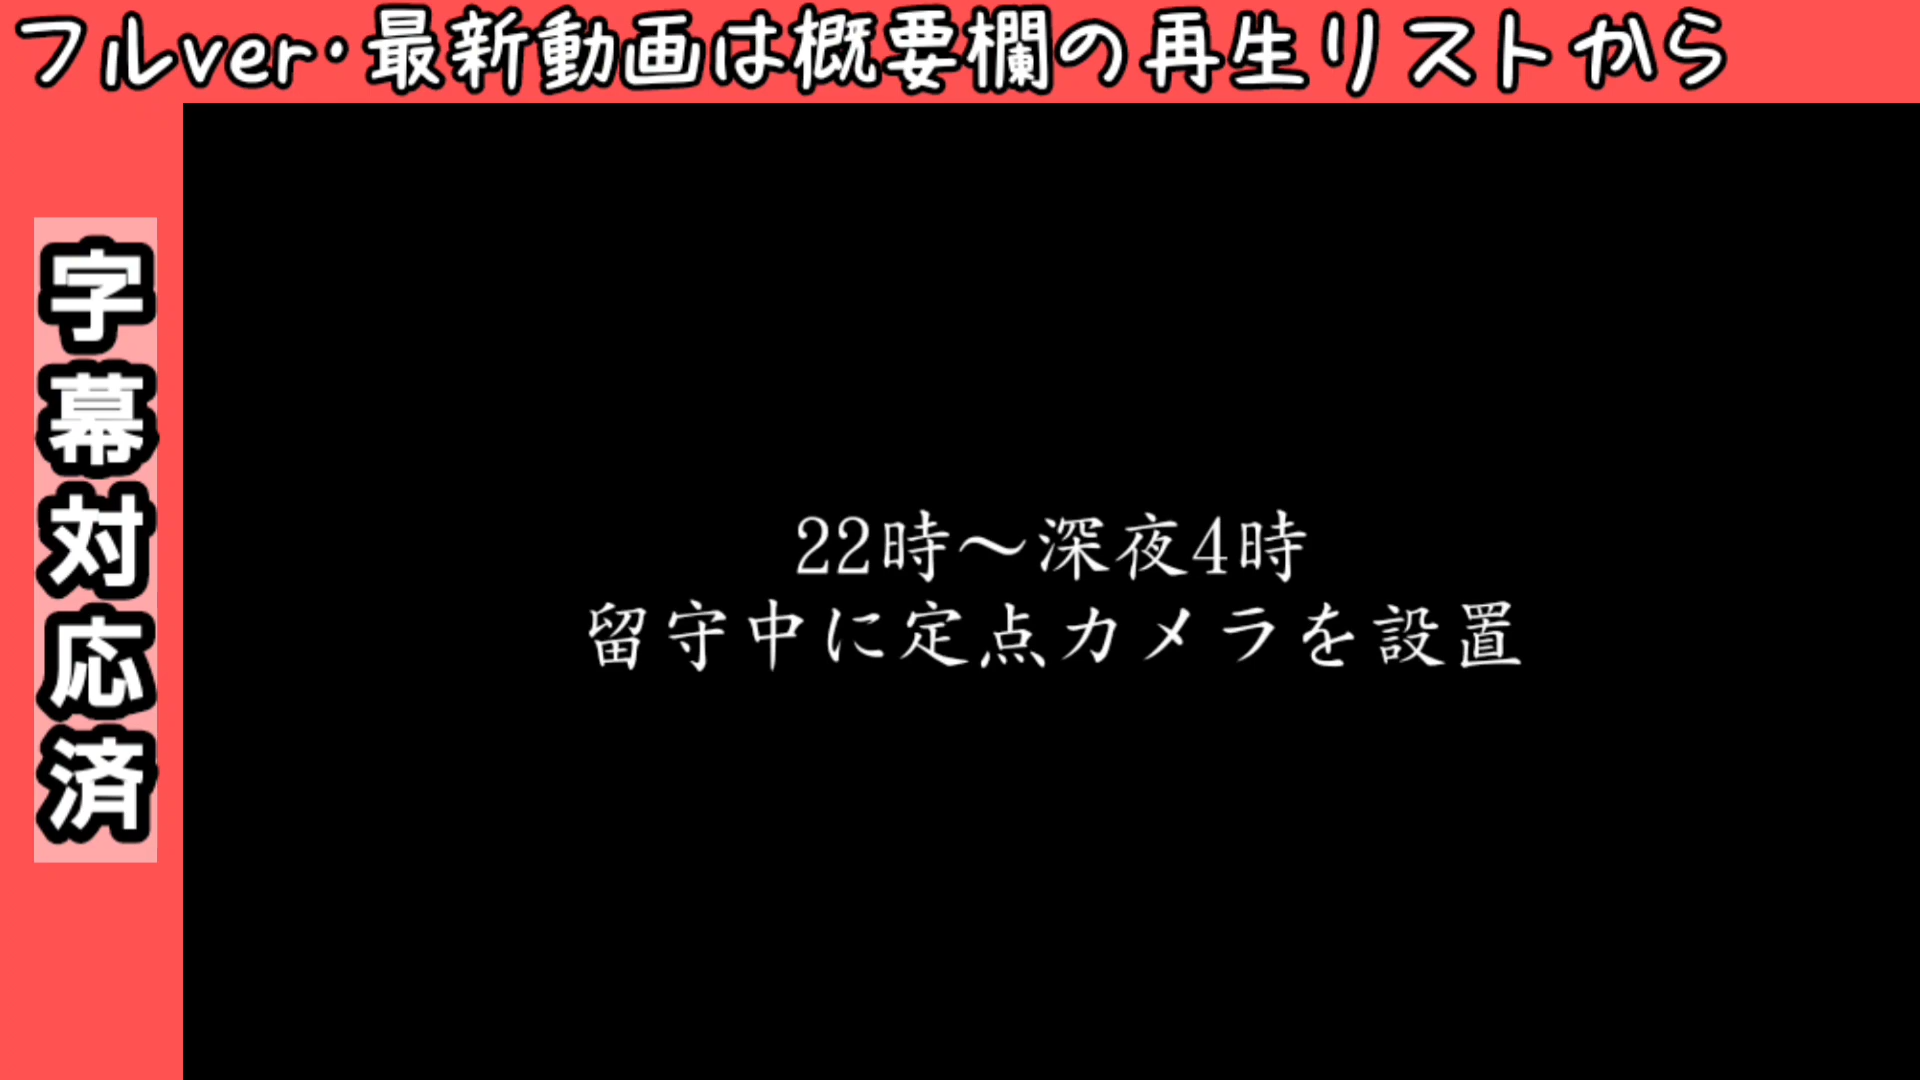 フルver・最新動画は概要欄の再生リストから
字幕対応済
22時～深夜4時
留守中に定点カメラを設置